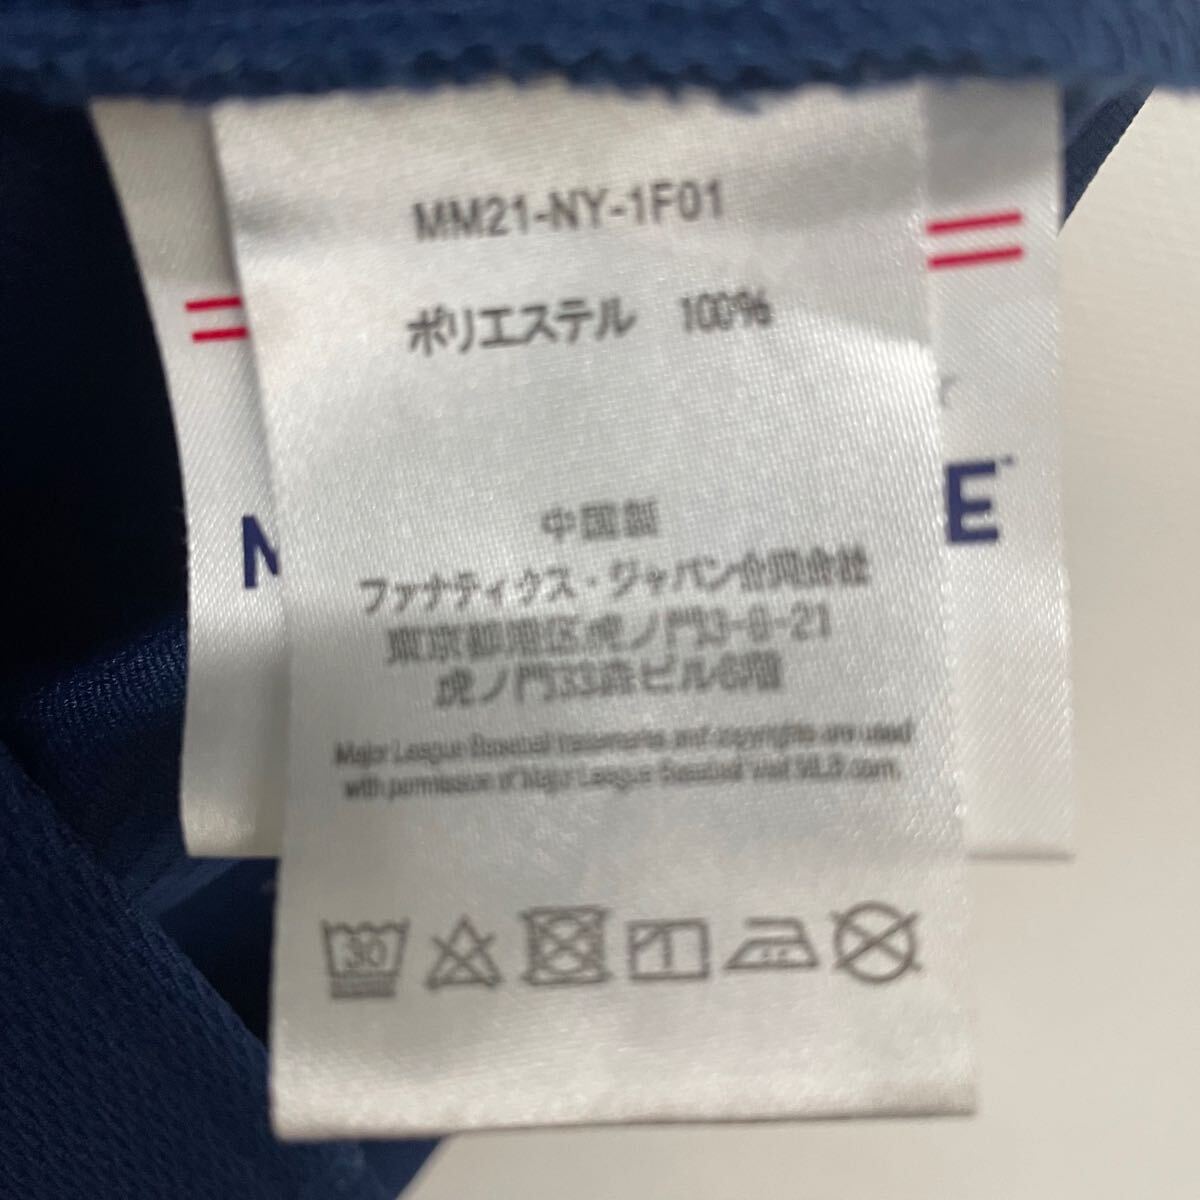 MM21-NY-1F01
ポリエステル 100%
中国製
ファナティクス・ジャパン合同会社
東京都港区虎ノ門3-8-21
虎ノ門33森ビル6階
Major League Baseball trademarks and copyrights are used
with permission of Major League Baseball Visit MLB.com.
30
E